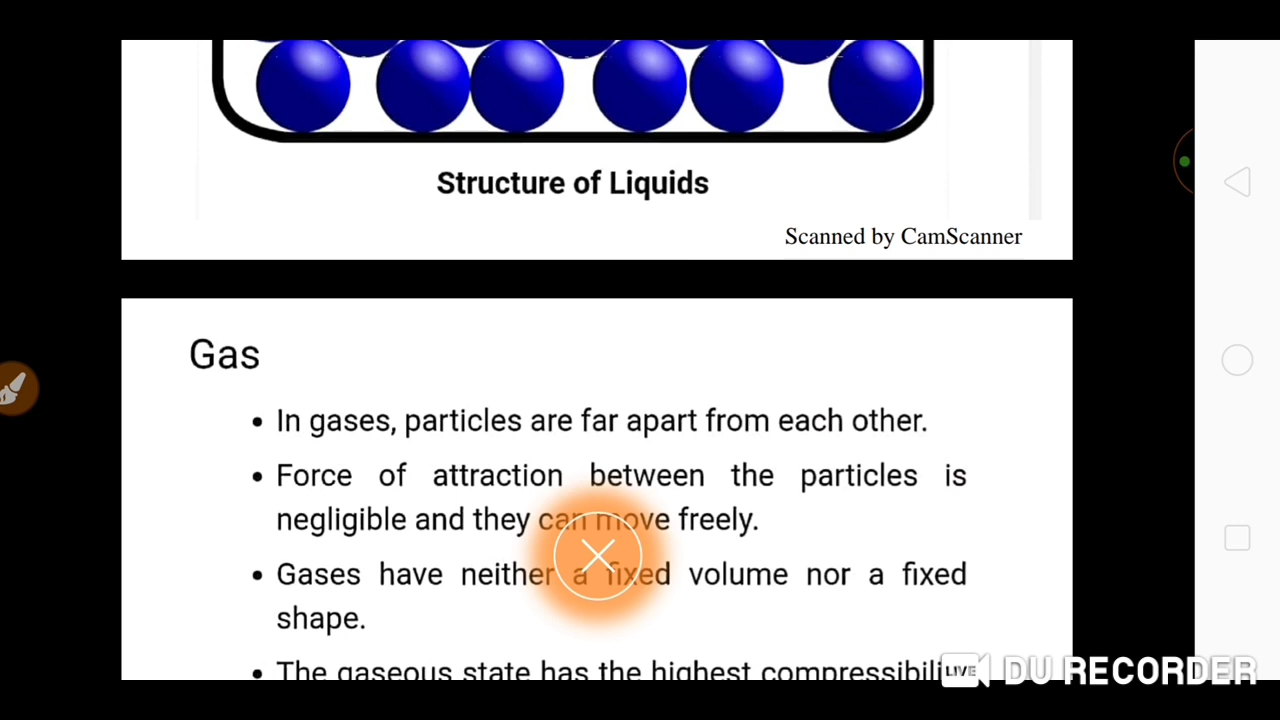 Structure of Liquids
Scanned by CamScanner
Gas
• In gases, particles are far apart from each other.
• Force of attraction between the particles is
negligible and they can move freely.
• Gases have neither a fixed volume nor a fixed
shape.
• The gaseous state has the highest
LIVE DU RECORDER